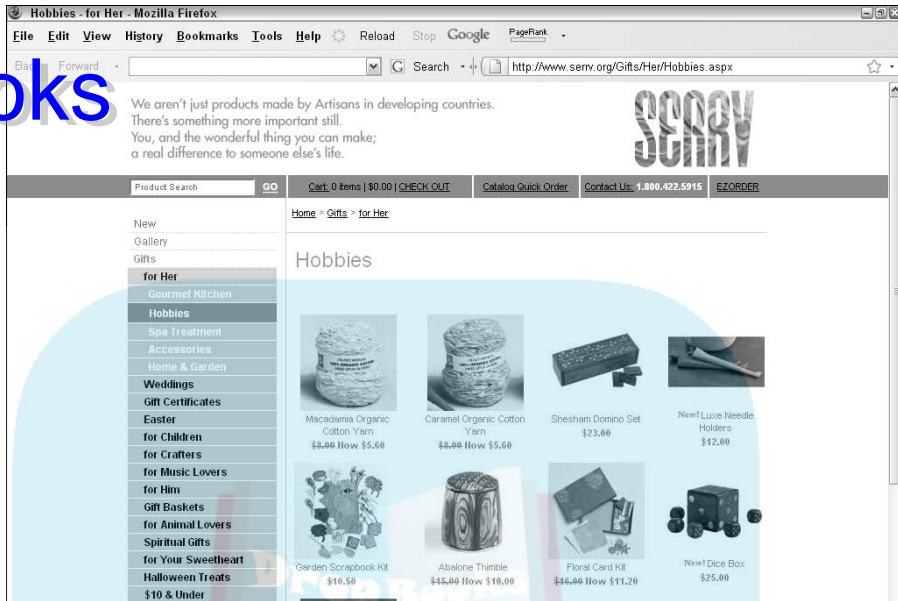 Hobbies - for Her - Mozilla Firefox
File Edit View History Bookmarks Tools Help Reload Stop Google PageRank
Back Forward G Search http://www.serrv.org/Gifts/Her/Hobbies.aspx
oks
We aren't just products made by Artisans in developing countries.
There's something more important still.
You, and the wonderful thing you can make;
a real difference to someone else's life.
SERRV
Product Search GO Cart: 0 items | $0.00 | CHECK OUT Catalog Quick Order Contact Us: 1.800.422.5915 EZORDER
Home > Gifts > for Her
New
Gallery
Gifts
for Her
Gourmet Kitchen
Hobbies
Spa Treatment
Accessories
Home & Garden
Weddings
Gift Certificates
Easter
for Children
for Crafters
for Music Lovers
for Him
Gift Baskets
for Animal Lovers
Spiritual Gifts
for Your Sweetheart
Halloween Treats
$10 & Under
Hobbies
Macadamia Organic
Cotton Yarn
$8.00 Now $5.60
Caramel Organic Cotton
Yarn
$8.00 Now $5.60
Shesham Domino Set
$23.00
New! Luxe Needle
Holders
$12.00
Garden Scrapbook Kit
$10.50
Abalone Thimble
$15.00 Now $10.00
Floral Card Kit
$16.00 Now $11.20
New! Dice Box
$25.00
100% ORGANIC COTTON
Drop Books